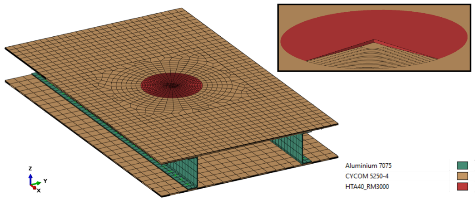 Z
Y
X
Aluminium 7075
CYCOM 5250-4
HTA40_RM3000